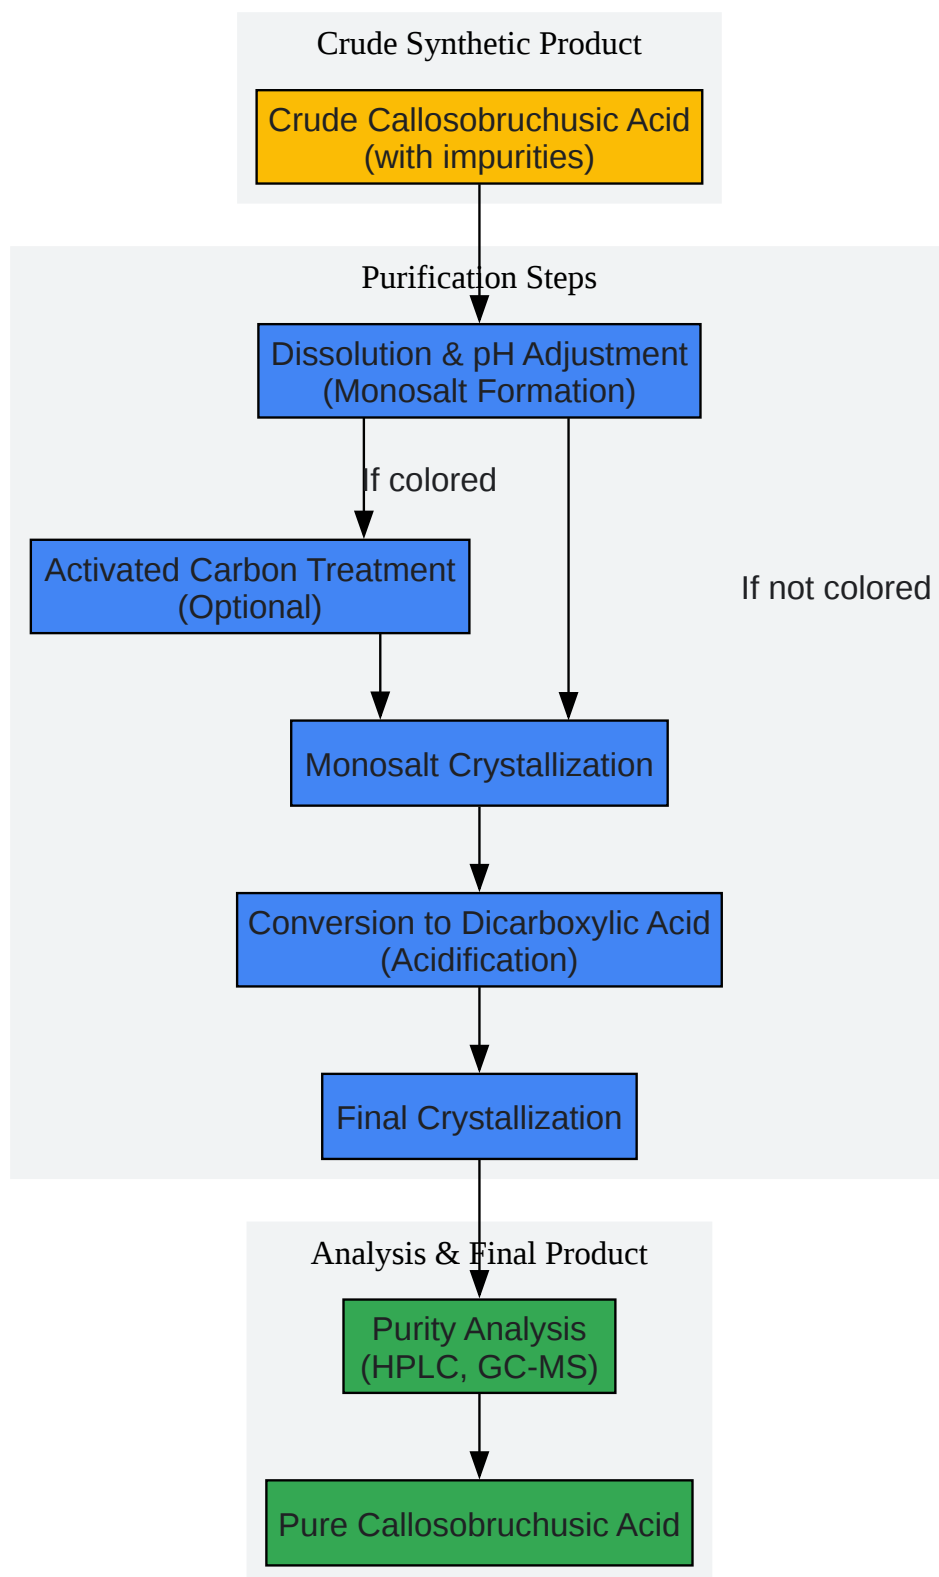 Crude Synthetic Product
Crude Callosobruchusic Acid
(with impurities)
Purification Steps
Dissolution & pH Adjustment
(Monosalt Formation)
If colored
Activated Carbon Treatment
(Optional)
If not colored
Monosalt Crystallization
Conversion to Dicarboxylic Acid
(Acidification)
Final Crystallization
Analysis & Final Product
Purity Analysis
(HPLC, GC-MS)
Pure Callosobruchusic Acid